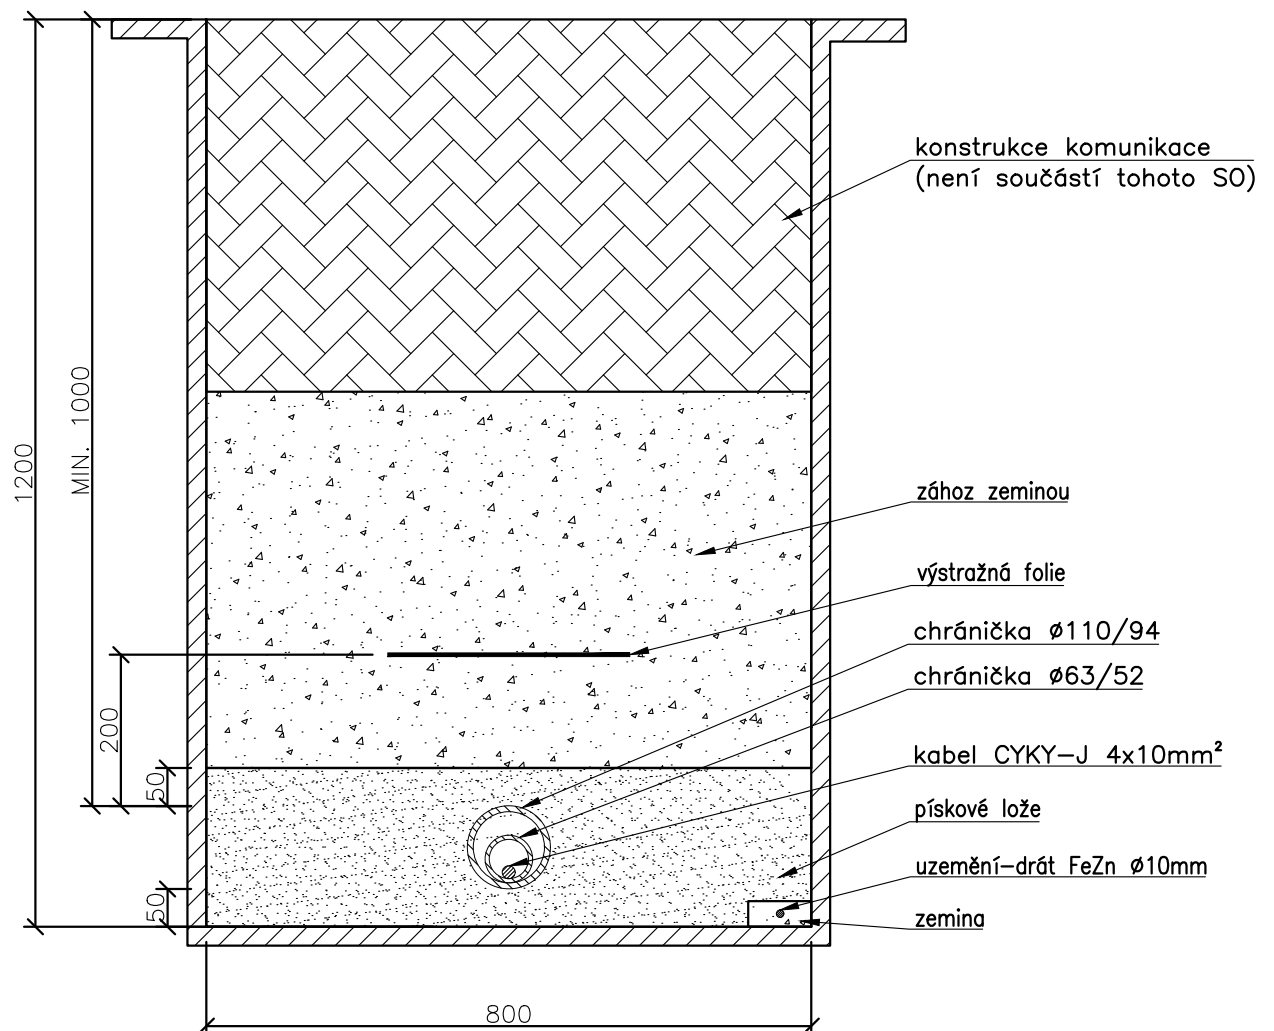 konstrukce komunikace
(není součástí tohoto SO)
MIN. 1000
1200
zához zeminou
výstražná folie
chránička Ø110/94
chránička Ø63/52
200
kabel CYKY-J 4x10mm²
50
pískové lože
uzemění-drát FeZn Ø10mm
50
zemina
800